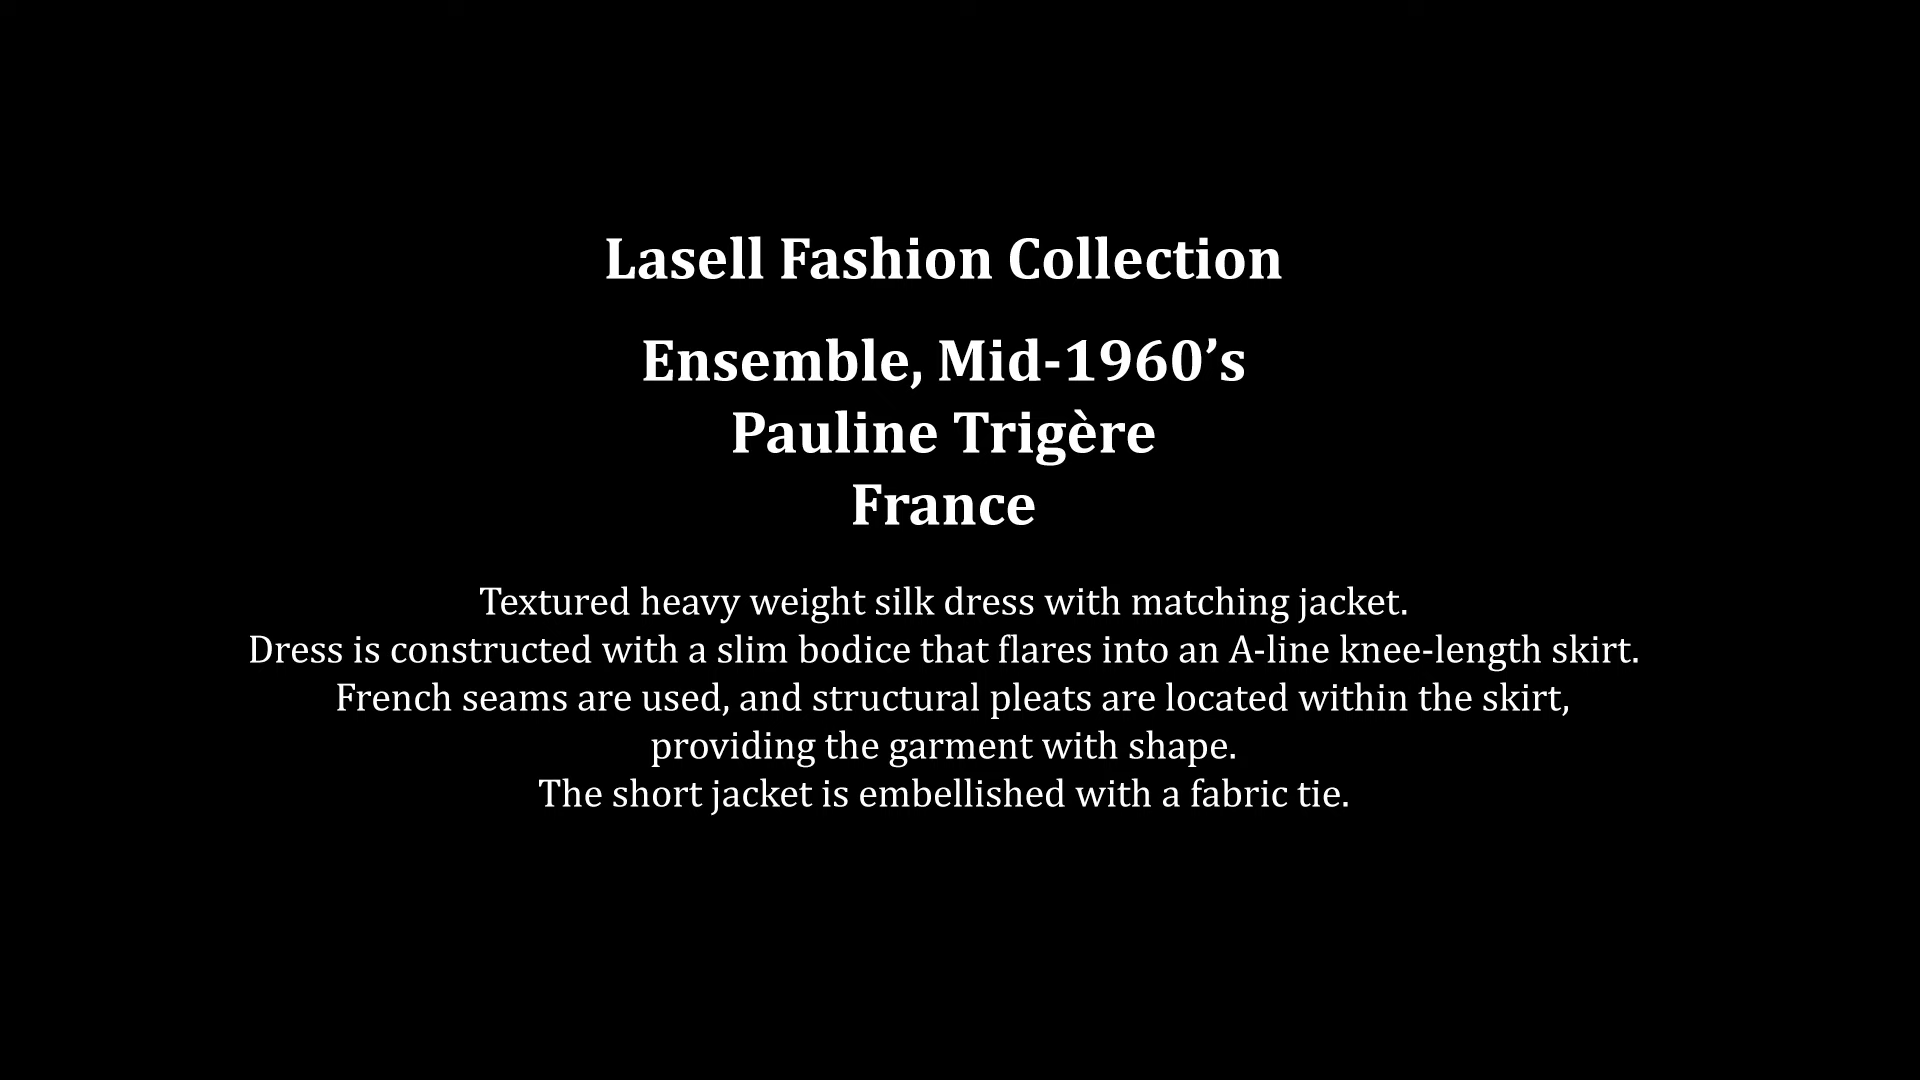 Lasell Fashion Collection
Ensemble, Mid-1960’s
Pauline Trigère
France
Textured heavy weight silk dress with matching jacket.
Dress is constructed with a slim bodice that flares into an A-line knee-length skirt.
French seams are used, and structural pleats are located within the skirt,
providing the garment with shape.
The short jacket is embellished with a fabric tie.